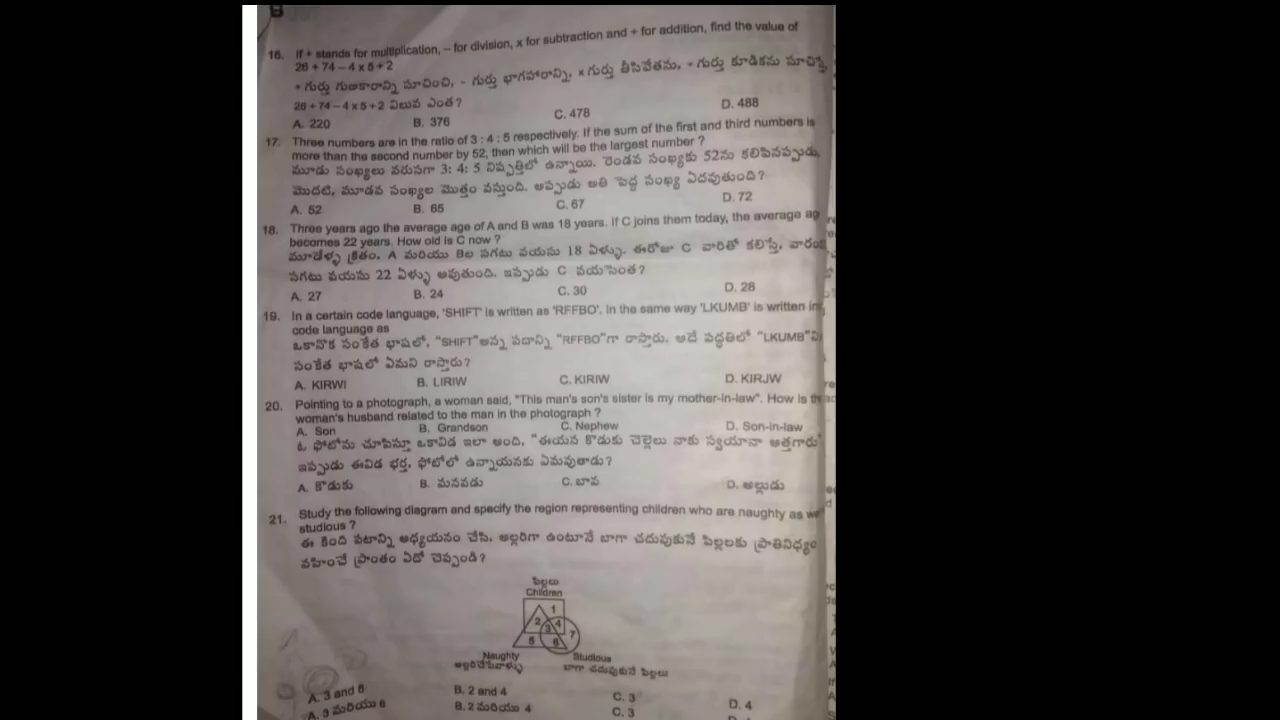 B
16. If + stands for multiplication, – for division, x for subtraction and ÷ for addition, find the value of
26 + 74 – 4 x 5 ÷ 2
+ గుర్తు గుణకారాన్ని సూచించి, - గుర్తు భాగహారాన్ని, x గుర్తు తీసివేతను, ÷ గుర్తు కూడికను సూచిస్తే
26 + 74 – 4 x 5 ÷ 2 విలువ ఎంత?
A. 220 B. 376 C. 478 D. 488
17. Three numbers are in the ratio of 3 : 4 : 5 respectively. If the sum of the first and third numbers is
more than the second number by 52, then which will be the largest number ?
మూడు సంఖ్యలు వరుసగా 3: 4: 5 నిష్పత్తిలో ఉన్నాయి. రెండవ సంఖ్యకు 52ను కలిపినప్పుడు,
మొదటి, మూడవ సంఖ్యల మొత్తం వస్తుంది. అప్పుడు అతి పెద్ద సంఖ్య ఏదవుతుంది?
A. 52 B. 65 C. 67 D. 72
18. Three years ago the average age of A and B was 18 years. If C joins them today, the average ag
becomes 22 years. How old is C now ?
మూడేళ్ళ క్రితం, A మరియు Bల సగటు వయసు 18 ఏళ్ళు. ఈరోజు C వారితో కలిస్తే, వారం
సగటు వయసు 22 ఏళ్ళు అవుతుంది. ఇప్పుడు C వయసెంత?
A. 27 B. 24 C. 30 D. 28
19. In a certain code language, 'SHIFT' is written as 'RFFBO'. In the same way 'LKUMB' is written in
code language as
ఒకానొక సంకేత భాషలో, "SHIFT"అన్న పదాన్ని "RFFBO"గా రాస్తారు. అదే పద్ధతిలో "LKUMB"ని
సంకేత భాషలో ఏమని రాస్తారు?
A. KIRWI B. LIRIW C. KIRIW D. KIRJW
20. Pointing to a photograph, a woman said, "This man's son's sister is my mother-in-law". How is th
woman's husband related to the man in the photograph ?
A. Son B. Grandson C. Nephew D. Son-in-law
ఓ ఫోటోను చూపిస్తూ ఒకావిడ ఇలా అంది, "ఈయన కొడుకు చెల్లెలు నాకు స్వయానా అత్తగారు"
ఇప్పుడు ఈవిడ భర్త, ఫోటోలో ఉన్నాయనకు ఏమవుతాడు?
A. కొడుకు B. మనవడు C. బావ D. అల్లుడు
21. Study the following diagram and specify the region representing children who are naughty as we
studious ?
ఈ కింది పటాన్ని అధ్యయనం చేసి, అల్లరిగా ఉంటూనే బాగా చదువుకునే పిల్లలకు ప్రాతినిధ్యం
వహించే ప్రాంతం ఏదో చెప్పండి?
పిల్లలు
Children
1
2 3 4
5 6 7
Naughty Studious
అల్లరిచేసేవాళ్ళు బాగా చదువుకునే పిల్లలు
A. 3 and 6 B. 2 and 4 C. 3 D. 4
A. 3 మరియు 6 B. 2 మరియు 4 C. 3